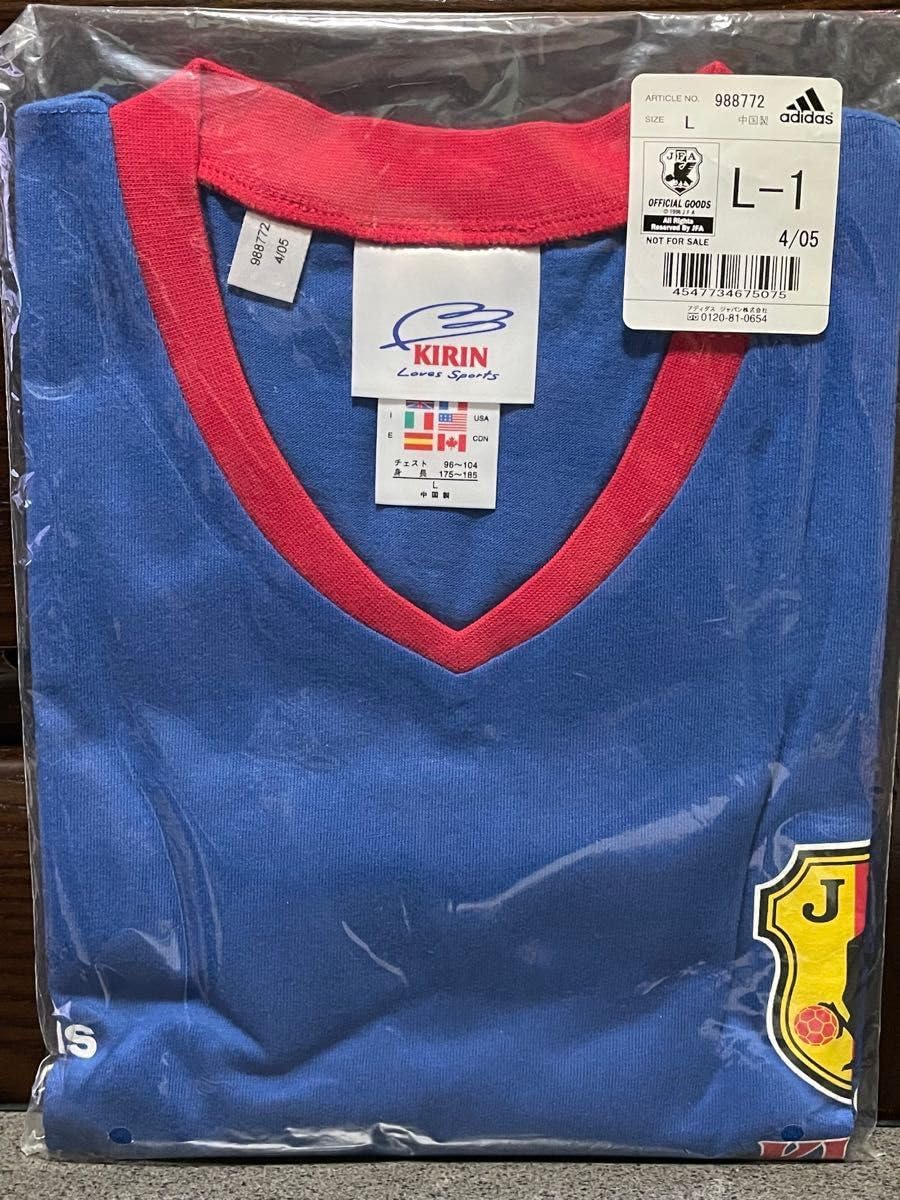 ARTICLE NO. 988772
SIZE L 中国製
adidas
JFA
OFFICIAL GOODS
© 1996 JFA
All Rights
Reserved By JFA
NOT FOR SALE
L-1
4/05
4547734675075
アディダス ジャパン株式会社
0120-81-0654
988772
4/05
KIRIN
Loves Sports
I USA
E CDN
チェスト 96~104
身長 175~185
L
中国製
J
as